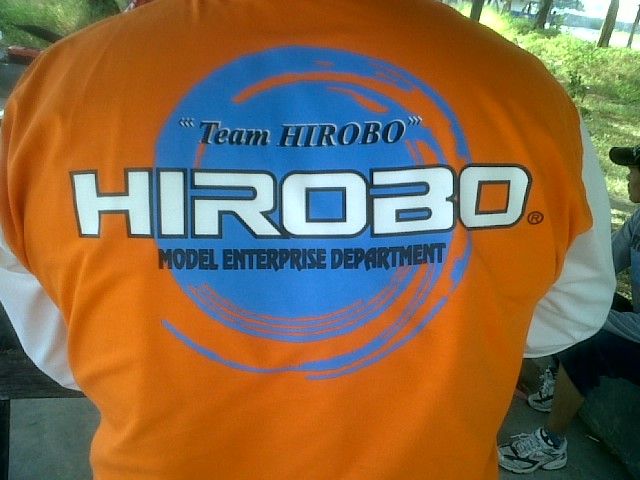 "Team HIROBO"
HIROBO®
MODEL ENTERPRISE DEPARTMENT